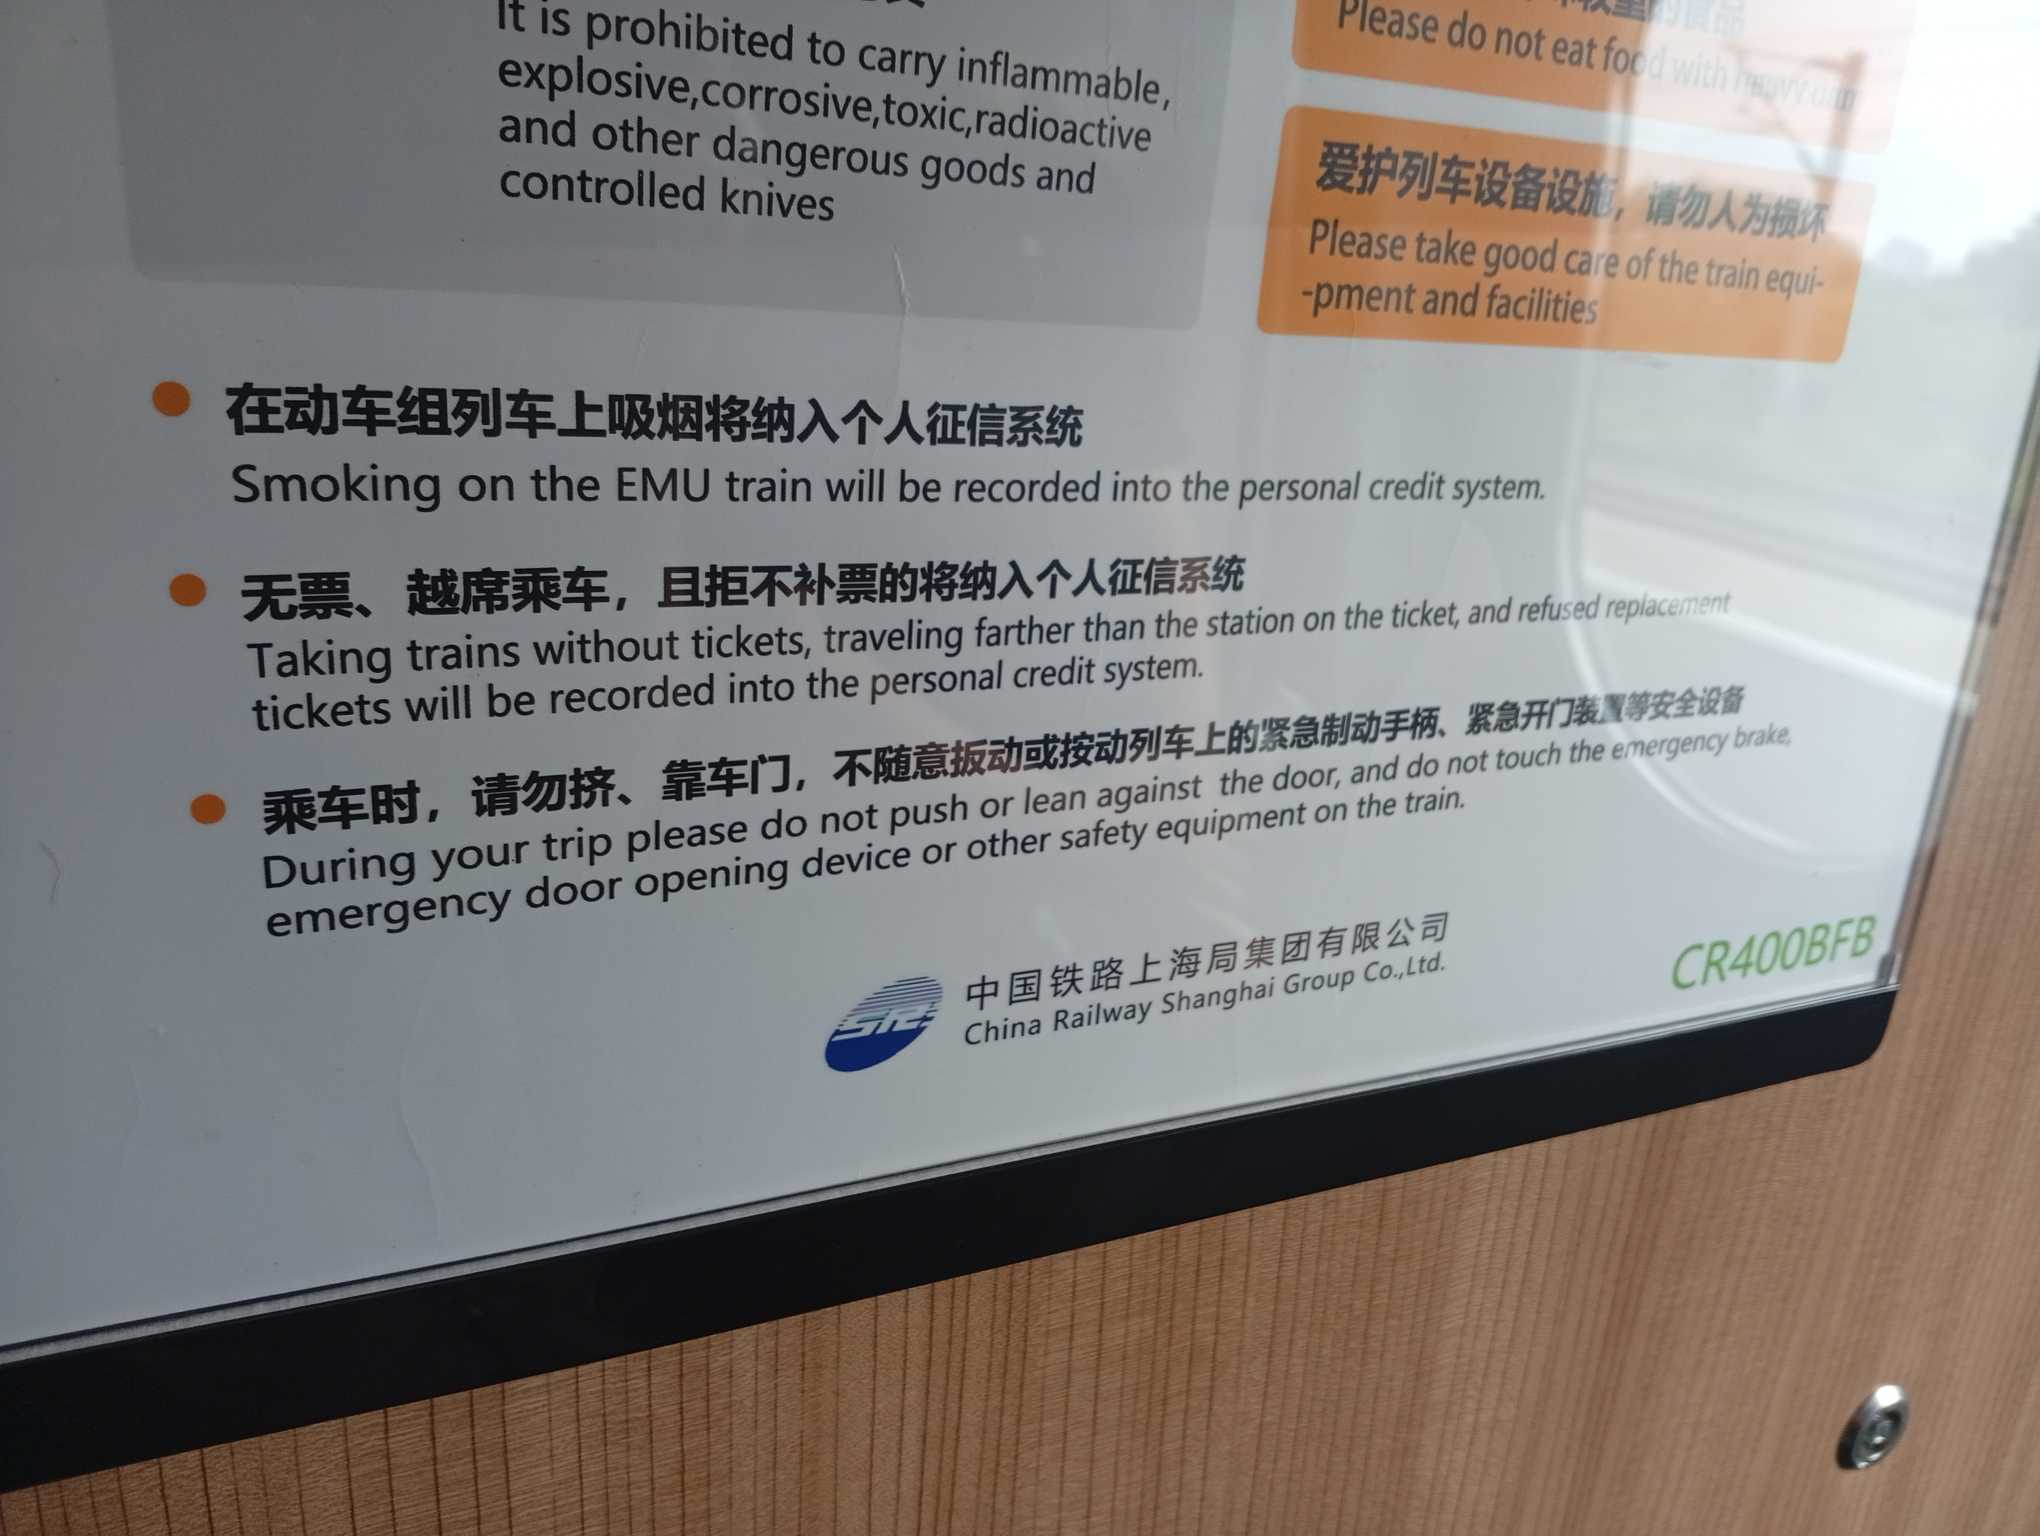 It is prohibited to carry inflammable,
explosive,corrosive,toxic,radioactive
and other dangerous goods and
controlled knives
的食品
Please do not eat food with heavy
爱护列车设备设施，请勿人为损坏
Please take good care of the train equi-
-pment and facilities
在动车组列车上吸烟将纳入个人征信系统
Smoking on the EMU train will be recorded into the personal credit system.
无票、越席乘车，且拒不补票的将纳入个人征信系统
Taking trains without tickets, traveling farther than the station on the ticket, and refused replacement
tickets will be recorded into the personal credit system.
乘车时，请勿挤、靠车门，不随意扳动或按动列车上的紧急制动手柄、紧急开门装置等安全设备
During your trip please do not push or lean against the door, and do not touch the emergency brake,
emergency door opening device or other safety equipment on the train.
中国铁路上海局集团有限公司
China Railway Shanghai Group Co.,Ltd.
CR400BFB